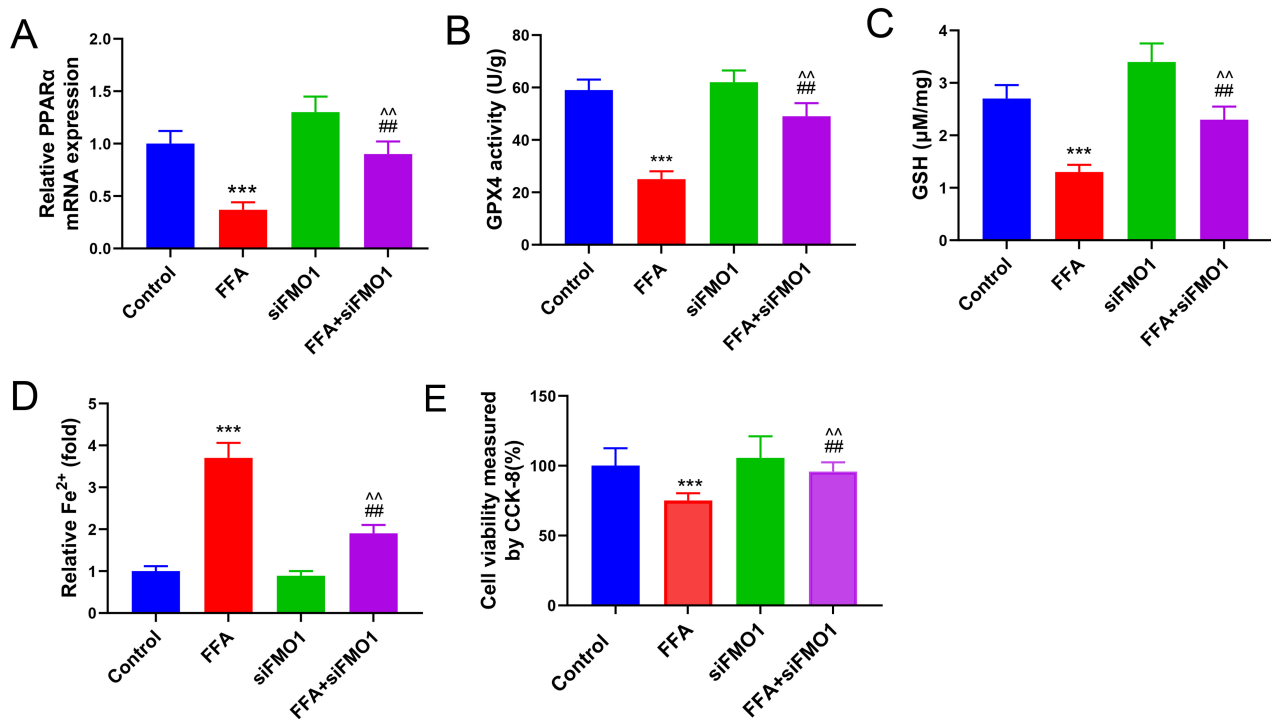 A
Relative PPARα
mRNA expression
2.0
1.5
1.0
0.5
0.0
***
^^
##
Control
FFA
siFMO1
FFA+siFMO1
B
GPX4 activity (U/g)
80
60
40
20
0
***
^^
##
Control
FFA
siFMO1
FFA+siFMO1
C
GSH (μM/mg)
4
3
2
1
0
***
^^
##
Control
FFA
siFMO1
FFA+siFMO1
D
Relative Fe²⁺ (fold)
5
4
3
2
1
0
***
^^
##
Control
FFA
siFMO1
FFA+siFMO1
E
Cell viability measured
by CCK-8(%)
150
100
50
0
***
^^
##
Control
FFA
siFMO1
FFA+siFMO1